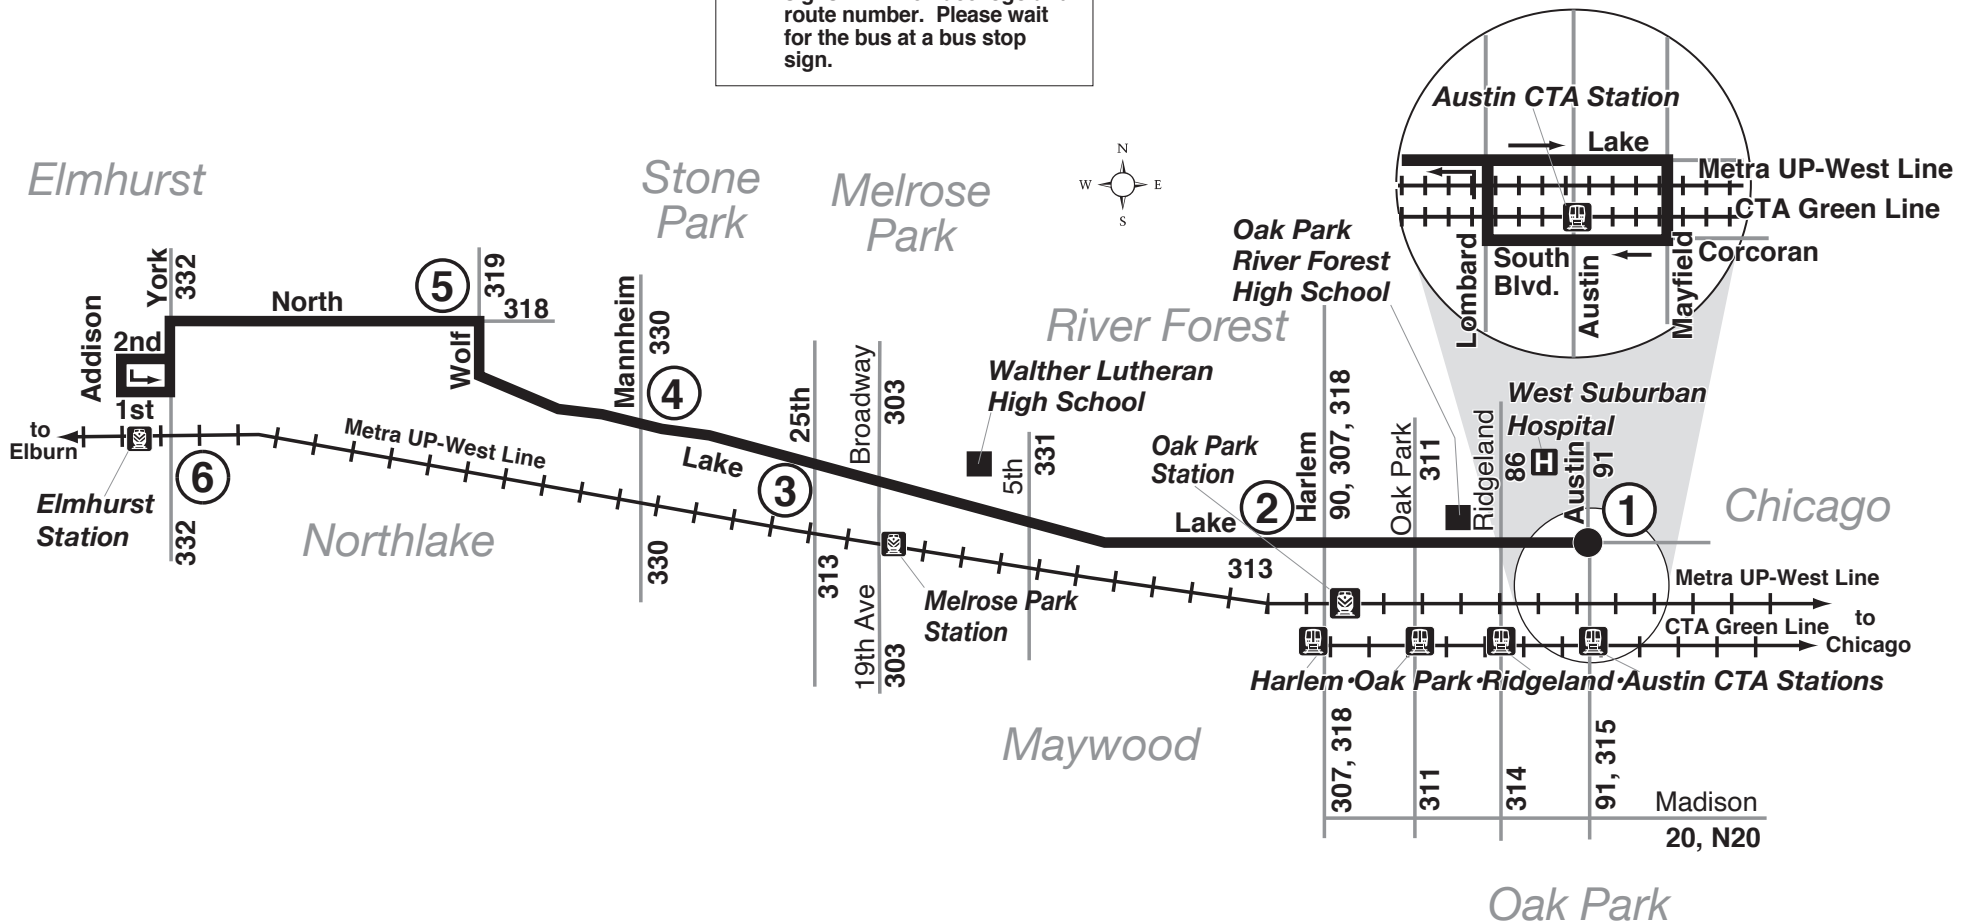 route number. Please wait
for the bus at a bus stop
sign.
Austin CTA Station
Lake
Metra UP-West Line
CTA Green Line
Corcoran
South
Blvd.
Lombard
Austin
Mayfield
N
W
E
S
Elmhurst
Stone
Park
Melrose
Park
Oak Park
River Forest
High School
River Forest
York
332
Addison
2nd
1st
North
5
319
318
Wolf
Mannheim
330
4
25th
Broadway
303
Walther Lutheran
High School
5th
331
Oak Park
Station
Harlem
90, 307, 318
Oak Park
311
Ridgeland
86
West Suburban
Hospital
H
Austin
91
1
Chicago
to
Elburn
Metra UP-West Line
Lake
3
Lake
2
6
Elmhurst
Station
332
Northlake
330
313
19th Ave
303
Melrose Park
Station
313
Metra UP-West Line
CTA Green Line
to
Chicago
Harlem•Oak Park•Ridgeland•Austin CTA Stations
Maywood
307, 318
311
314
91, 315
Madison
20, N20
Oak Park